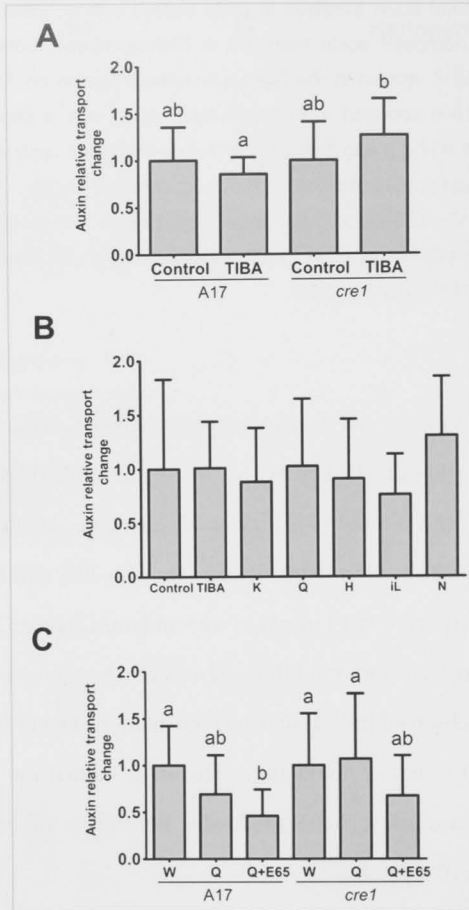 A
Auxin relative transport
change
2.0
1.5
1.0
0.5
0.0
ab
a
ab
b
Control TIBA Control TIBA
A17 cre1
B
Auxin relative transport
change
2.0
1.5
1.0
0.5
0.0
Control TIBA K Q H iL N
C
Auxin relative transport
change
2.0
1.5
1.0
0.5
0.0
a
ab
b
a
a
ab
W Q Q+E65 W Q Q+E65
A17 cre1